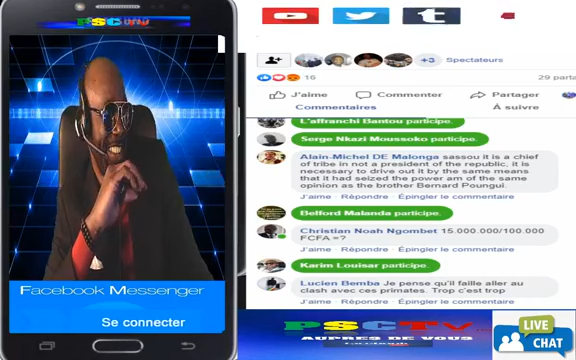 PSCTV
Facebook Messenger
Se connecter
+3 Spectateurs
16
29 parta
J'aime
Commenter
Partager
Commentaires
À suivre
L'affranchi Bantou participe.
Serge Nkazi Moussoko participe.
Alain-Michel DE Malonga sassou it is a chief
of tribe in not a president of the republic, it is
necessary to drive out it by the same means
that it had seized the power am of the same
opinion as the brother Bernard Poungui.
J'aime · Répondre · Épingler le commentaire
Belford Malanda participe.
Christian Noah Ngombet 15.000.000/100.000
FCFA =?
J'aime · Répondre · Épingler le commentaire
Karim Louisar participe.
Lucien Bemba Je pense qu'il faille aller au
clash avec ces primates. Trop c'est trop
J'aime · Répondre · Épingler le commentaire
PSCTV
AUPRES DE VOUS
LIVE
CHAT